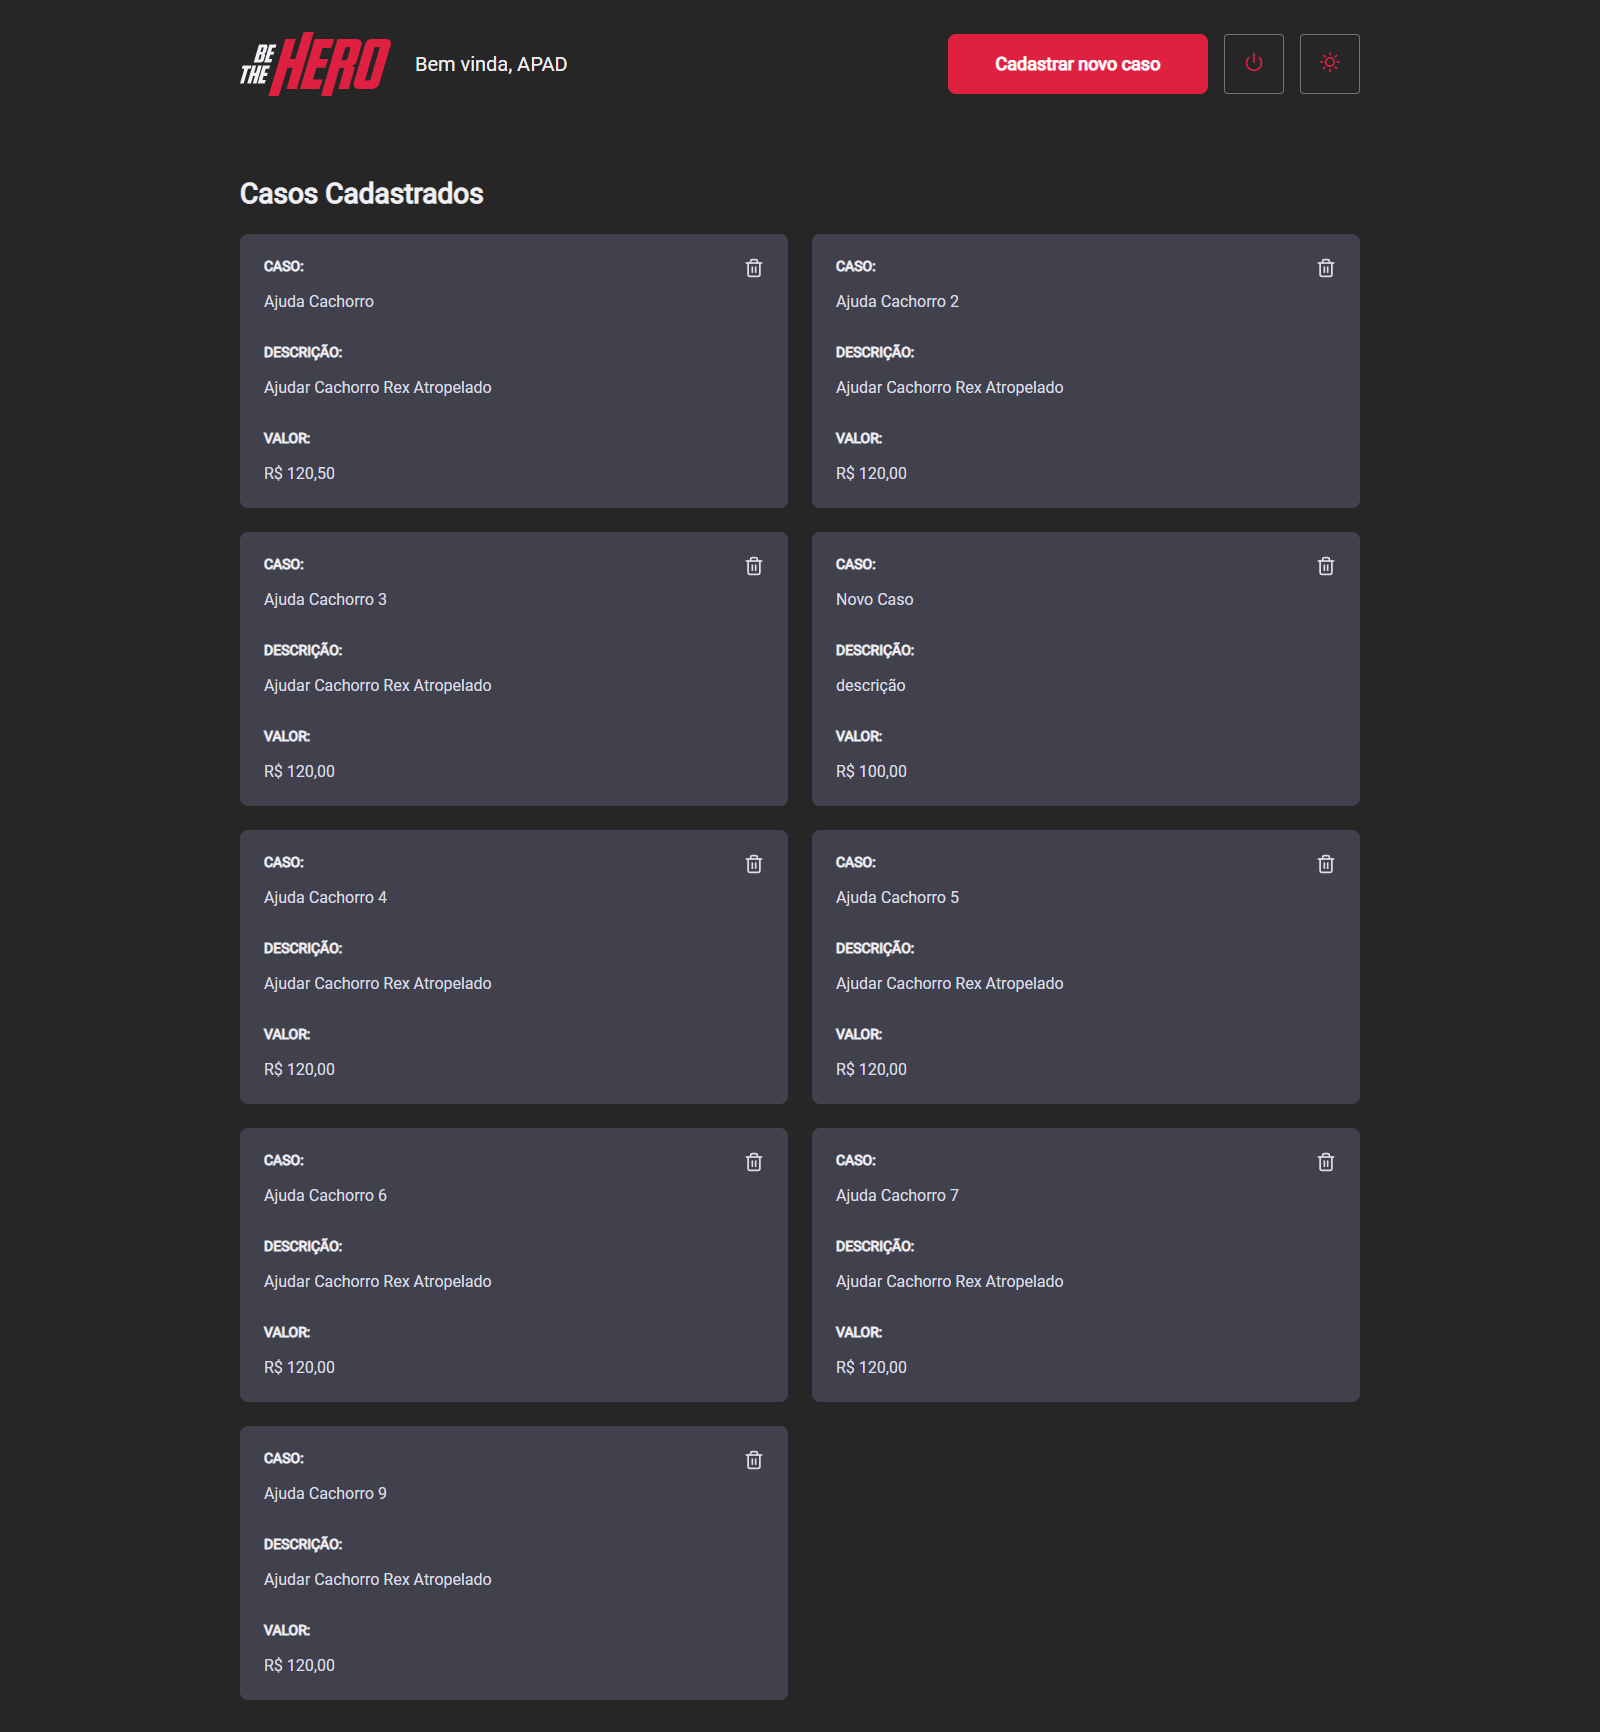 BE THE HERO
Bem vinda, APAD
Cadastrar novo caso
Casos Cadastrados
CASO:
Ajuda Cachorro
DESCRIÇÃO:
Ajudar Cachorro Rex Atropelado
VALOR:
R$ 120,50
CASO:
Ajuda Cachorro 2
DESCRIÇÃO:
Ajudar Cachorro Rex Atropelado
VALOR:
R$ 120,00
CASO:
Ajuda Cachorro 3
DESCRIÇÃO:
Ajudar Cachorro Rex Atropelado
VALOR:
R$ 120,00
CASO:
Novo Caso
DESCRIÇÃO:
descrição
VALOR:
R$ 100,00
CASO:
Ajuda Cachorro 4
DESCRIÇÃO:
Ajudar Cachorro Rex Atropelado
VALOR:
R$ 120,00
CASO:
Ajuda Cachorro 5
DESCRIÇÃO:
Ajudar Cachorro Rex Atropelado
VALOR:
R$ 120,00
CASO:
Ajuda Cachorro 6
DESCRIÇÃO:
Ajudar Cachorro Rex Atropelado
VALOR:
R$ 120,00
CASO:
Ajuda Cachorro 7
DESCRIÇÃO:
Ajudar Cachorro Rex Atropelado
VALOR:
R$ 120,00
CASO:
Ajuda Cachorro 9
DESCRIÇÃO:
Ajudar Cachorro Rex Atropelado
VALOR:
R$ 120,00